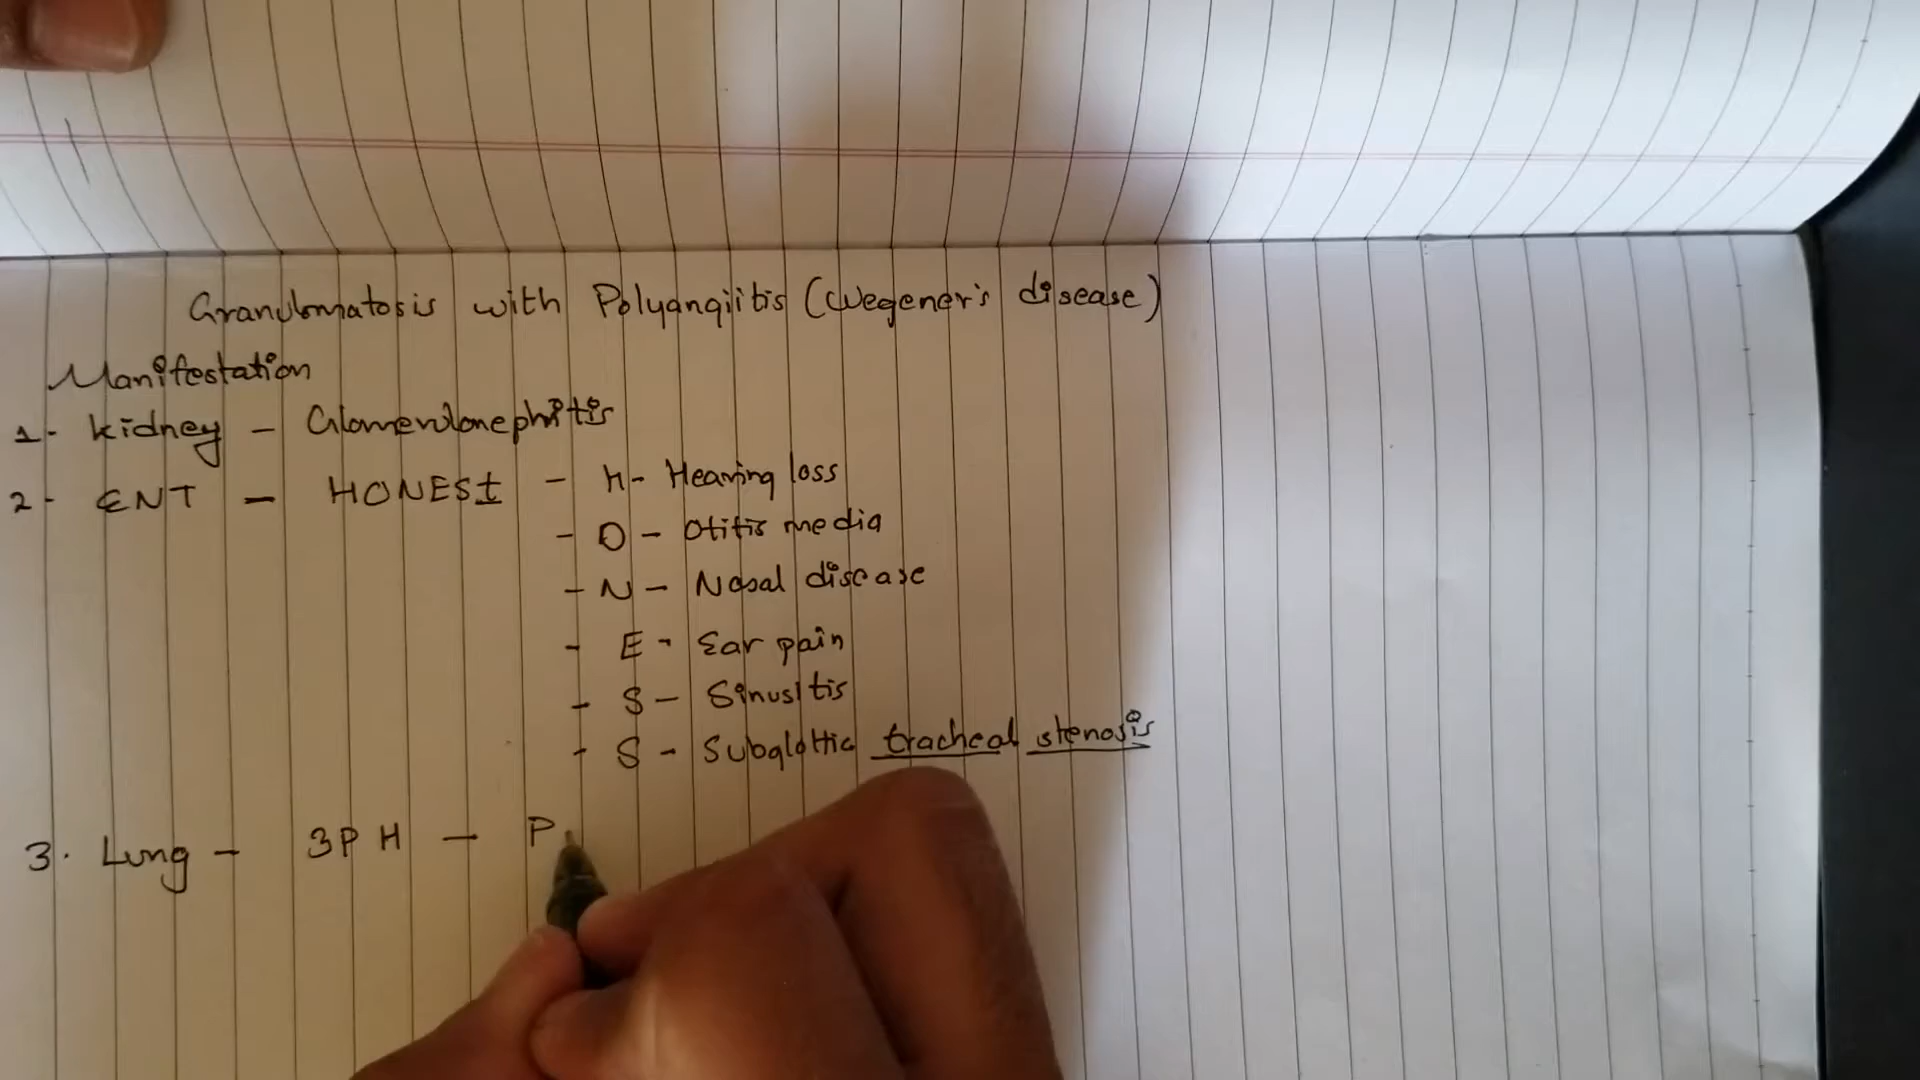 Granulomatosis with Polyangiitis (Wegener's disease)
Manifestation
1- Kidney - Glomerulonephitis
2- ENT - HONESt - H- Hearing loss
- O - Otitis media
- N - Nasal disease
- E - Ear pain
- S - Sinusitis
- S - Subglottic tracheal stenosis
3. Lung - 3P H - P